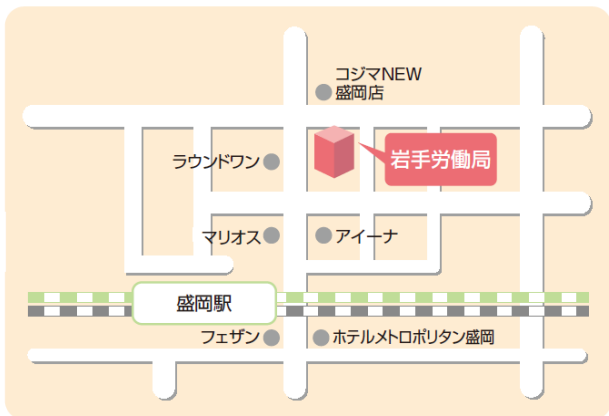 コジマNEW
盛岡店
岩手労働局
ラウンドワン
マリオス
アイーナ
盛岡駅
フェザン
ホテルメトロポリタン盛岡